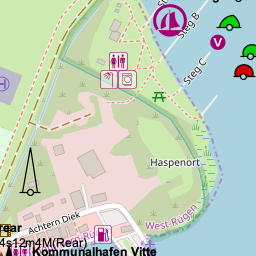 Steg B
V
Steg C
Haspenort
Achtern Diek
West-Rügen
rear
4s12m4M(Rear)
Kommunalhafen Vitte